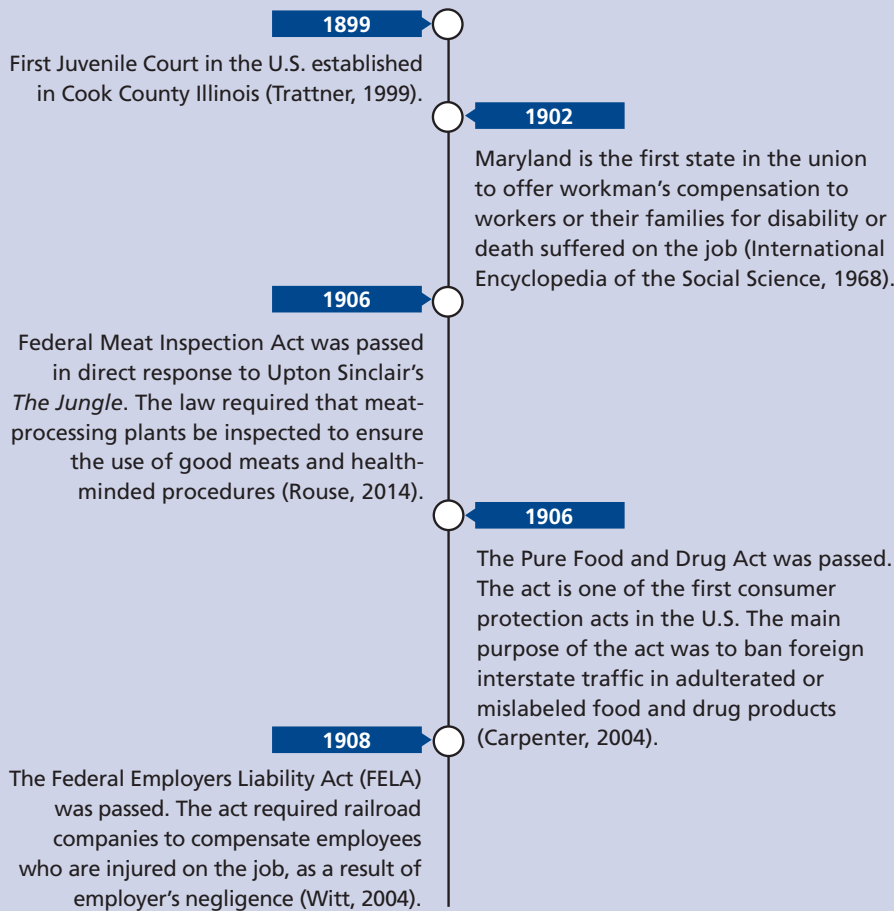 1899
First Juvenile Court in the U.S. established
in Cook County Illinois (Trattner, 1999).
1902
Maryland is the first state in the union
to offer workman’s compensation to
workers or their families for disability or
death suffered on the job (International
Encyclopedia of the Social Science, 1968).
1906
Federal Meat Inspection Act was passed
in direct response to Upton Sinclair’s
The Jungle. The law required that meat-
processing plants be inspected to ensure
the use of good meats and health-
minded procedures (Rouse, 2014).
1906
The Pure Food and Drug Act was passed.
The act is one of the first consumer
protection acts in the U.S. The main
purpose of the act was to ban foreign
interstate traffic in adulterated or
mislabeled food and drug products
(Carpenter, 2004).
1908
The Federal Employers Liability Act (FELA)
was passed. The act required railroad
companies to compensate employees
who are injured on the job, as a result of
employer’s negligence (Witt, 2004).